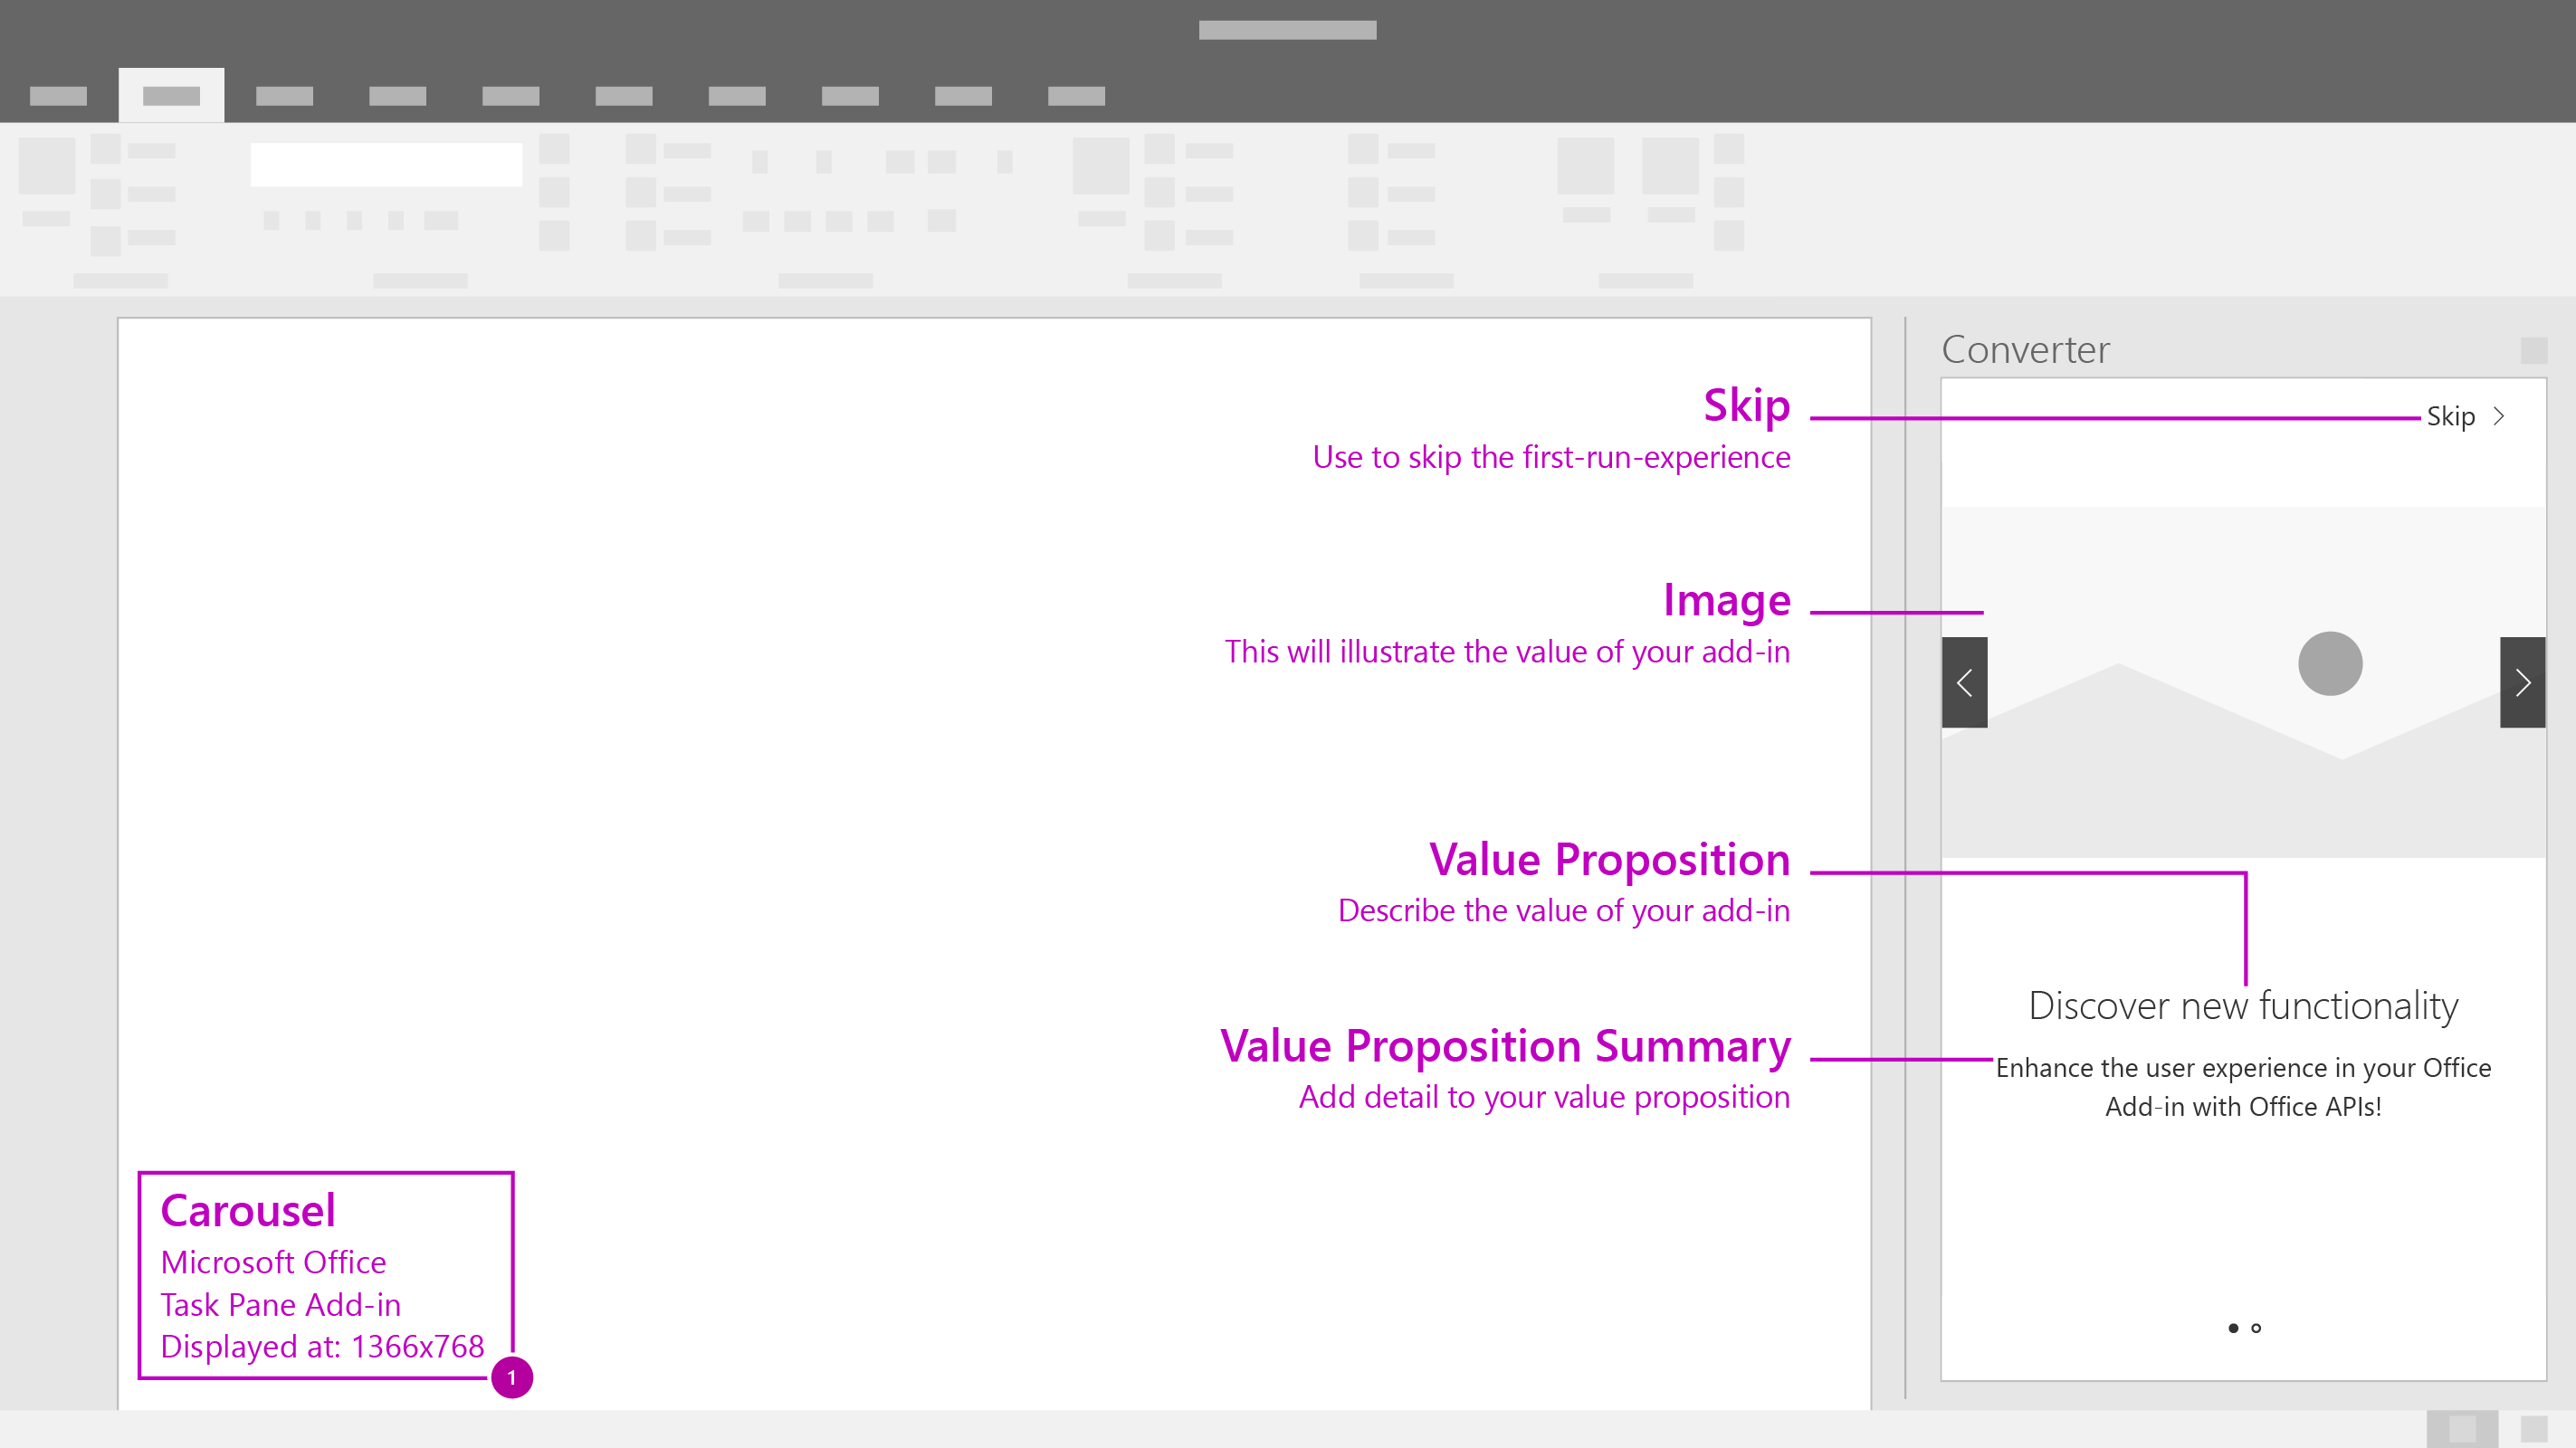 Converter
Skip
Use to skip the first-run-experience
Skip
Image
This will illustrate the value of your add-in
Value Proposition
Describe the value of your add-in
Discover new functionality
Value Proposition Summary
Add detail to your value proposition
Enhance the user experience in your Office
Add-in with Office APIs!
Carousel
Microsoft Office
Task Pane Add-in
Displayed at: 1366x768
1